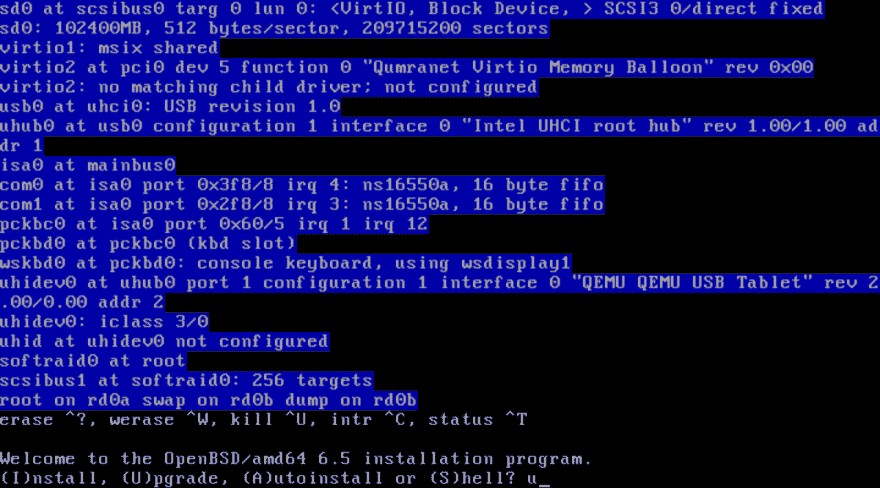 sd0 at scsibus0 targ 0 lun 0: <VirtIO, Block Device, > SCSI3 0/direct fixed
sd0: 102400MB, 512 bytes/sector, 209715200 sectors
virtio1: msix shared
virtio2 at pci0 dev 5 function 0 "Qumranet Virtio Memory Balloon" rev 0x00
virtio2: no matching child driver; not configured
usb0 at uhci0: USB revision 1.0
uhub0 at usb0 configuration 1 interface 0 "Intel UHCI root hub" rev 1.00/1.00 ad
dr 1
isa0 at mainbus0
com0 at isa0 port 0x3f8/8 irq 4: ns16550a, 16 byte fifo
com1 at isa0 port 0x2f8/8 irq 3: ns16550a, 16 byte fifo
pckbc0 at isa0 port 0x60/5 irq 1 irq 12
pckbd0 at pckbc0 (kbd slot)
wskbd0 at pckbd0: console keyboard, using wsdisplay1
uhidev0 at uhub0 port 1 configuration 1 interface 0 "QEMU QEMU USB Tablet" rev 2
.00/0.00 addr 2
uhidev0: iclass 3/0
uhid at uhidev0 not configured
softraid0 at root
scsibus1 at softraid0: 256 targets
root on rd0a swap on rd0b dump on rd0b
erase ^?, werase ^W, kill ^U, intr ^C, status ^T
Welcome to the OpenBSD/amd64 6.5 installation program.
(I)nstall, (U)pgrade, (A)utoinstall or (S)hell? u_